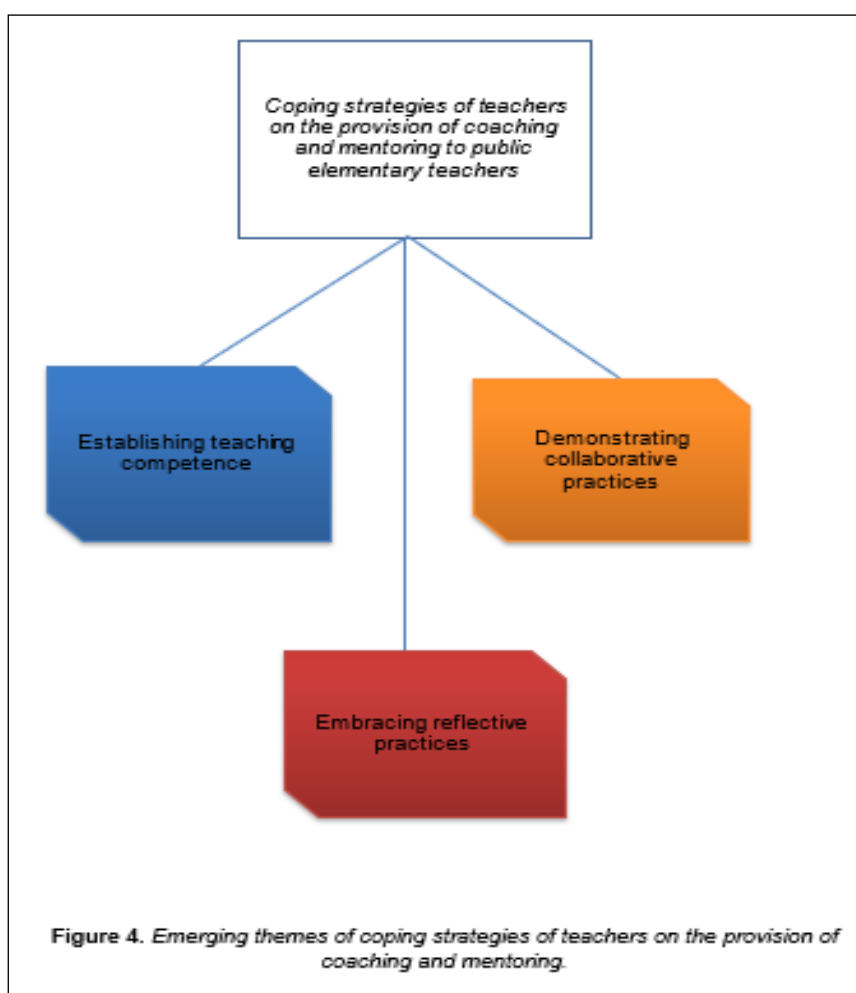 Coping strategies of teachers
on the provision of coaching
and mentoring to public
elementary teachers
Establishing teaching
competence
Demonstrating
collaborative
practices
Embracing reflective
practices
Figure 4. Emerging themes of coping strategies of teachers on the provision of
coaching and mentoring.